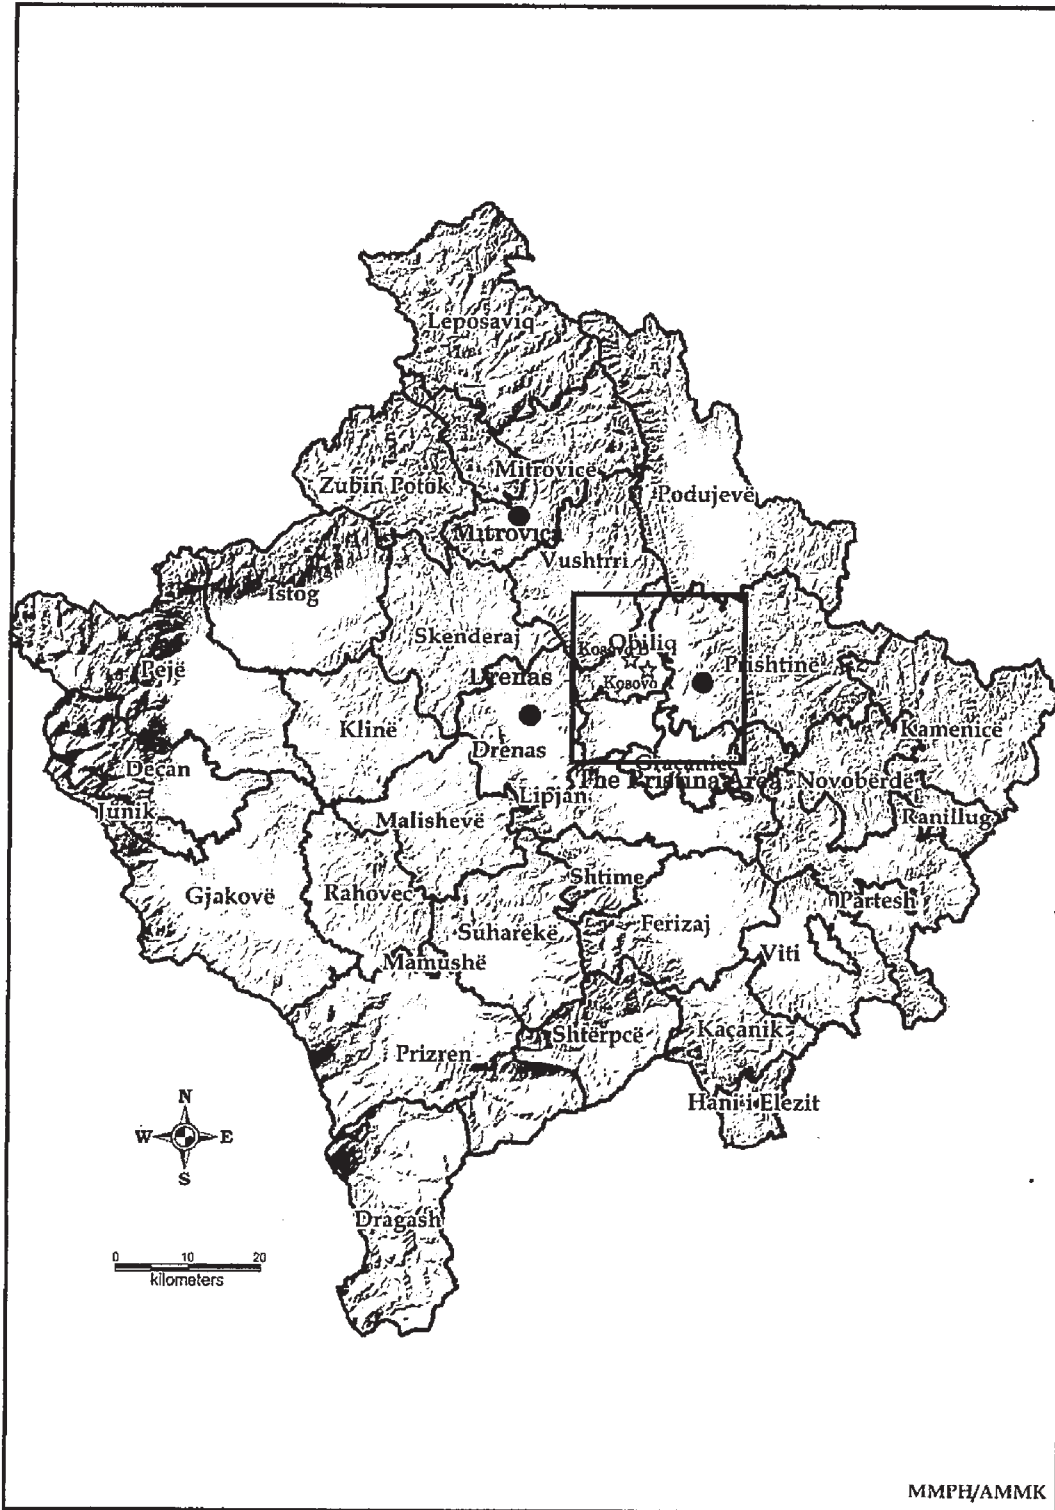 Leposaviq
Mitrovicë
Zubin Potok
Podujevë
Mitrovica
Vushtrri
Istog
Skenderaj
Obiliq
Kosovo B
Prishtinë
Pejë
Drenas
Kosovo
Klinë
Kamenicë
Drenas
Graçanicë
Deçan
The Pristina Area
Novobërdë
Lipjan
Junik
Malishevë
Ranillug
Shtime
Gjakovë
Rahovec
Partesh
Suharekë
Ferizaj
Viti
Mamushë
Kaçanik
Shtërpcë
Prizren
N
Hani i Elezit
W
E
S
Dragash
0 10 20
kilometers
MMPH/AMMK